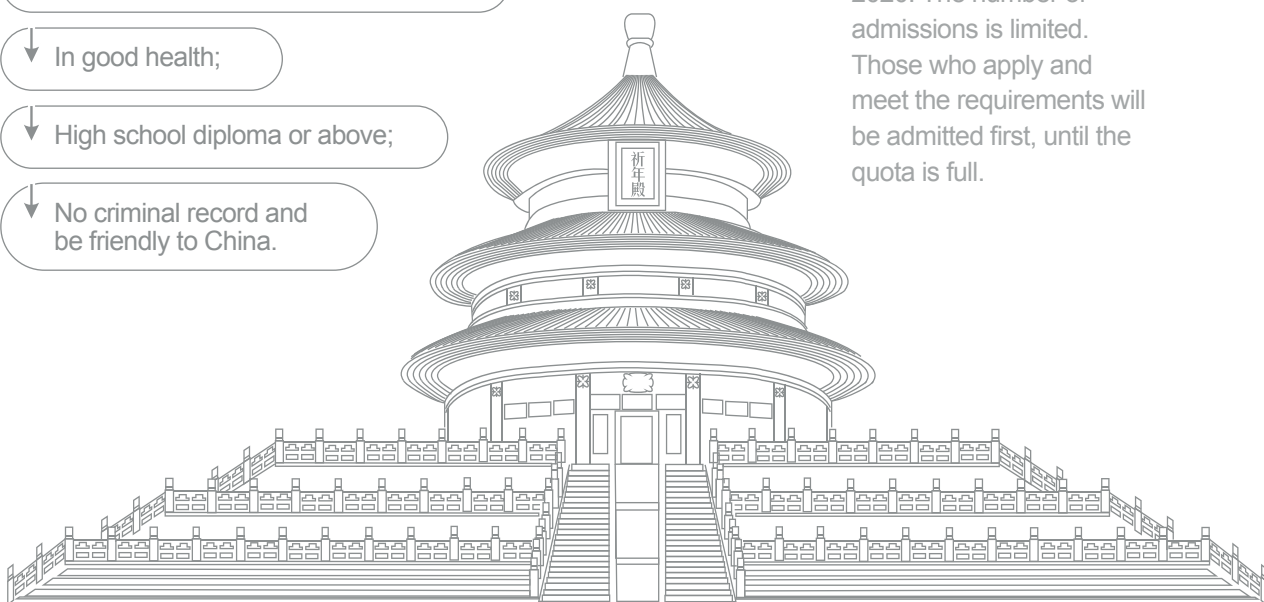 In good health;
High school diploma or above;
No criminal record and
be friendly to China.
admissions is limited.
Those who apply and
meet the requirements will
be admitted first, until the
quota is full.
祈年殿